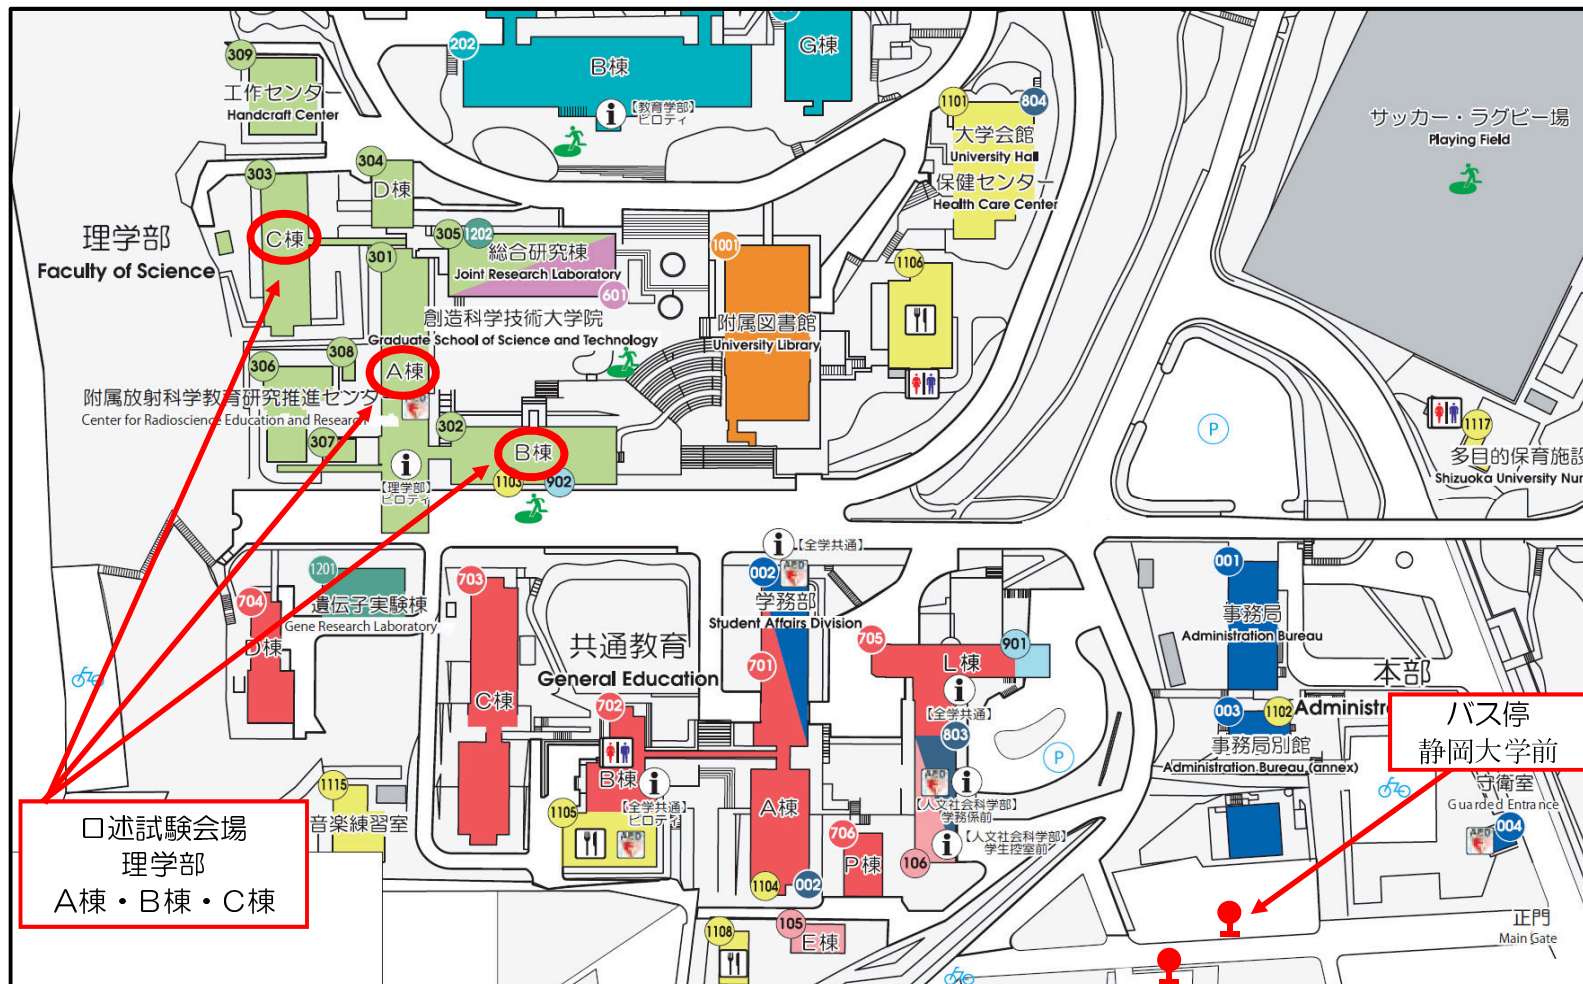 309
工作センター
Handcraft Center
202
B棟
【教育学部】
ピロティ
G棟
1101
804
大学会館
University Hall
保健センター
Health Care Center
サッカー・ラグビー場
Playing Field
303
304
D棟
C棟
理学部
Faculty of Science
301
305
1202
総合研究棟
Joint Research Laboratory
601
創造科学技術大学院
Graduate School of Science and Technology
1001
附属図書館
University Library
1106
306
308
A棟
附属放射科学教育研究推進センター
Center for Radioscience Education and Research
302
307
B棟
【理学部】
ピロティ
1103
902
P
1117
多目的保育施設
Shizuoka University Nur
【全学共通】
002
AED
学務部
Student Affairs Division
001
事務局
Administration Bureau
1201
遺伝子実験棟
Gene Research Laboratory
704
D棟
703
C棟
共通教育
General Education
701
702
B棟
【全学共通】
ピロティ
705
L棟
901
【全学共通】
803
AED
【人文社会科学部】
学務係前
【人文社会科学部】
学生控室前
106
P
本部
003
1102
Administr
事務局別館
Administration Bureau (annex)
バス停
静岡大学前
守衛室
Guarded Entrance
AED
004
1115
音楽練習室
1105
AED
A棟
1104
002
706
P棟
105
E棟
1108
正門
Main Gate
口述試験会場
理学部
A棟・B棟・C棟